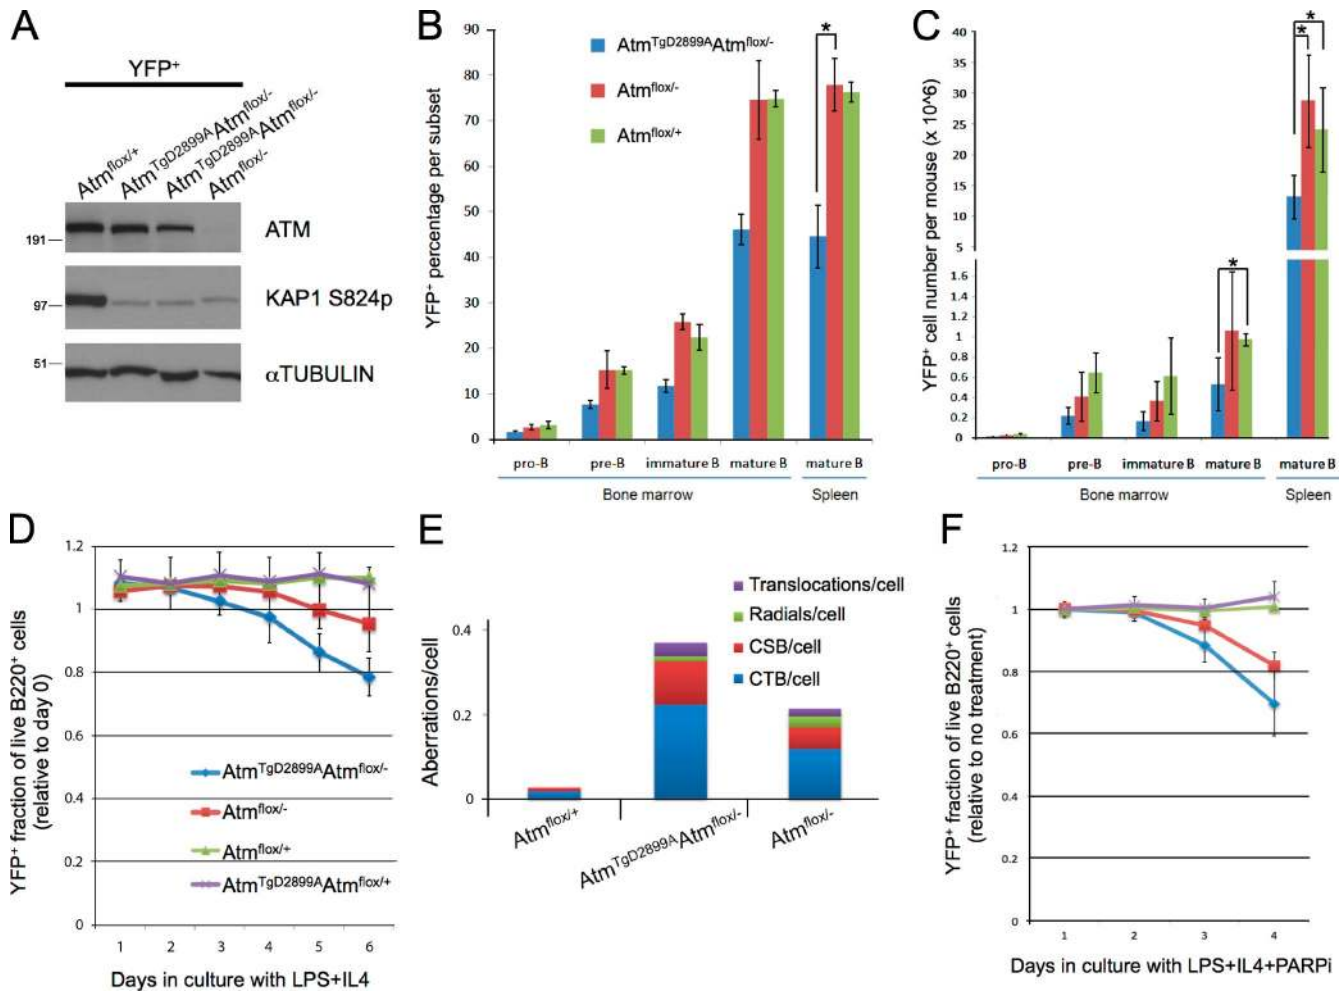 A
YFP+
Atmflox/+
AtmTgD2899AAtmflox/-
AtmTgD2899AAtmflox/-
Atmflox/-
191
ATM
97
KAP1 S824p
51
αTUBULIN
B
YFP+ percentage per subset
90
80
70
60
50
40
30
20
10
0
AtmTgD2899AAtmflox/-
Atmflox/-
Atmflox/+
*
pro-B
pre-B
immature B
mature B
mature B
Bone marrow
Spleen
C
YFP+ cell number per mouse (x 10^6)
40
35
30
25
20
15
10
5
1.6
1.4
1.2
1
0.8
0.6
0.4
0.2
0
*
*
*
pro-B
pre-B
immature B
mature B
mature B
Bone marrow
Spleen
D
YFP+ fraction of live B220+ cells
(relative to day 0)
1.2
1
0.8
0.6
0.4
0.2
0
AtmTgD2899AAtmflox/-
Atmflox/-
Atmflox/+
AtmTgD2899AAtmflox/+
1 2 3 4 5 6
Days in culture with LPS+IL4
E
Aberrations/cell
0.4
0.2
0
Translocations/cell
Radials/cell
CSB/cell
CTB/cell
Atmflox/+
AtmTgD2899AAtmflox/-
Atmflox/-
F
YFP+ fraction of live B220+ cells
(relative to no treatment)
1.2
1
0.8
0.6
0.4
0.2
0
1 2 3 4
Days in culture with LPS+IL4+PARPi